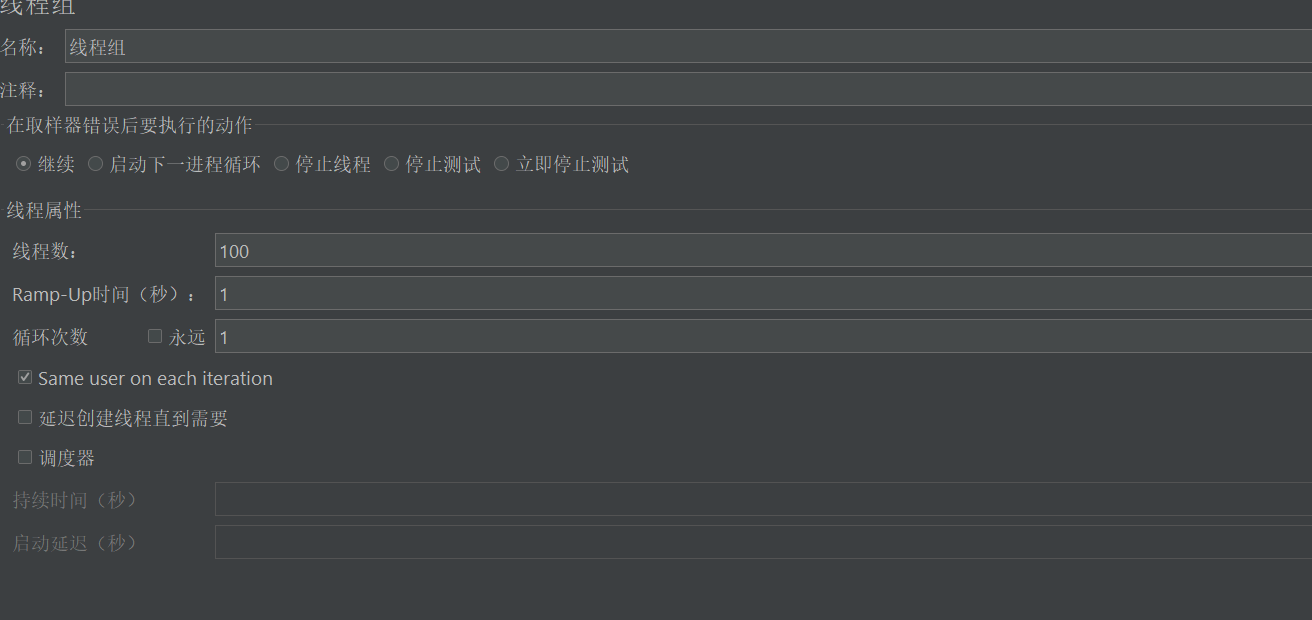 线程组
名称： 线程组
注释：
在取样器错误后要执行的动作
继续 启动下一进程循环 停止线程 停止测试 立即停止测试
线程属性
线程数： 100
Ramp-Up时间（秒）： 1
循环次数 永远 1
Same user on each iteration
延迟创建线程直到需要
调度器
持续时间（秒）
启动延迟（秒）